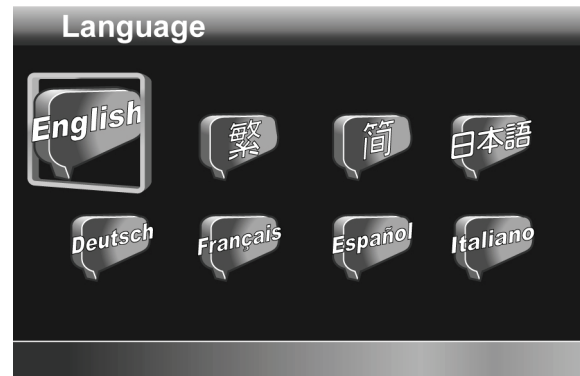 Language
English
繁
简
日本語
Deutsch
Français
Español
Italiano